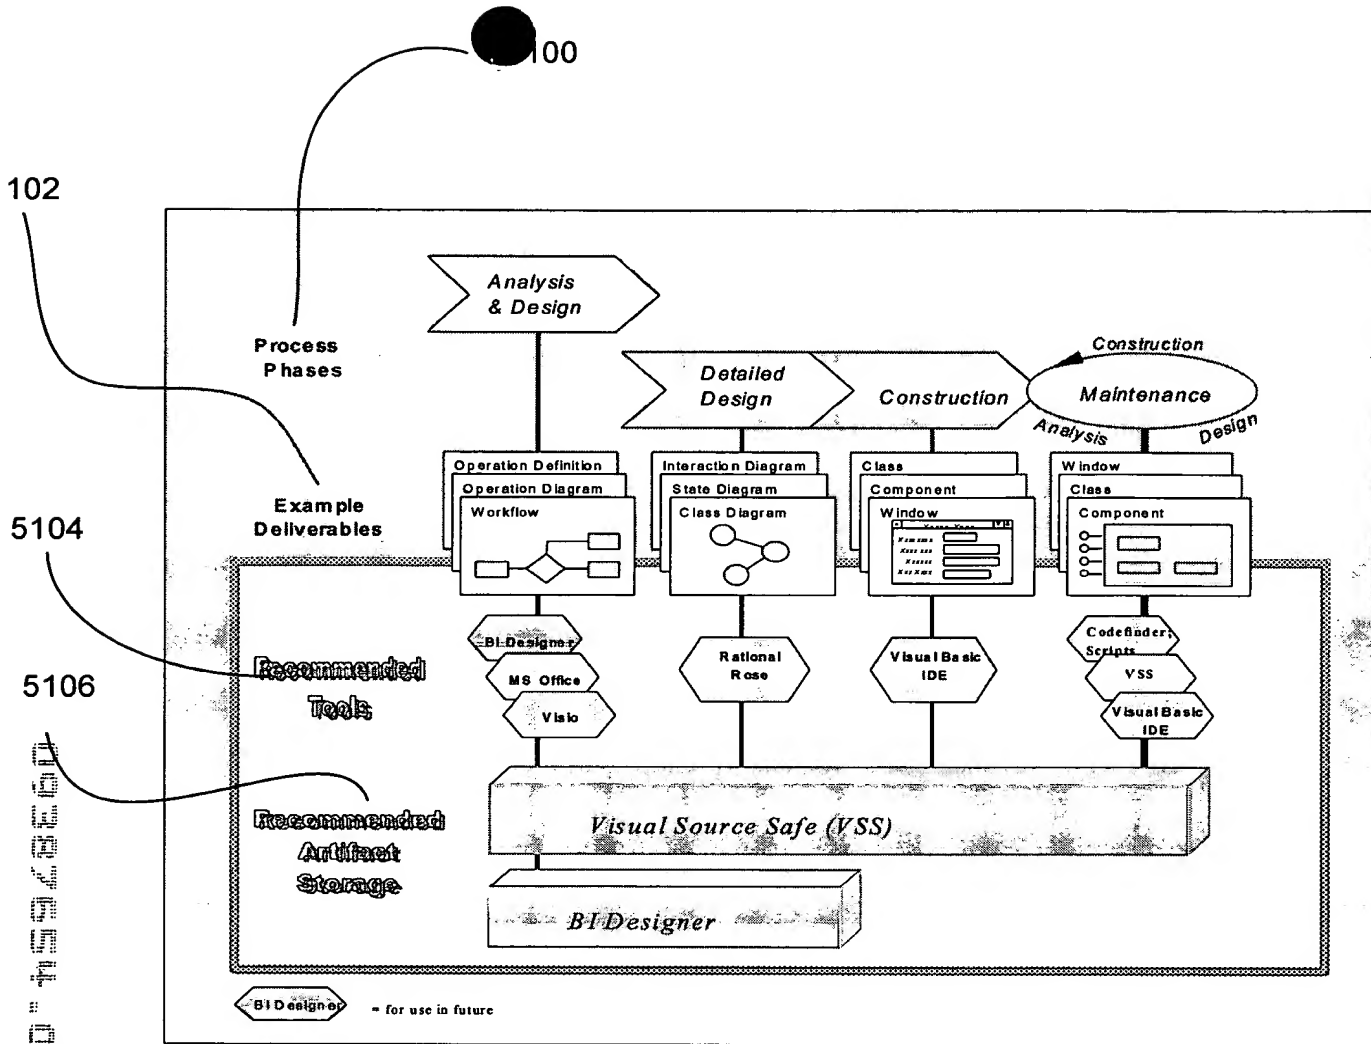 100
102
Analysis
& Design
Process
Phases
Construction
Detailed
Design
Construction
Maintenance
Analysis
Design
Operation Definition
Operation Diagram
Workflow
Interaction Diagram
State Diagram
Class Diagram
Class
Component
Window
Window
Class
Component
Example
Deliverables
5104
BI Designer
MS Office
Visio
Rational
Rose
Visual Basic
IDE
Codefinder;
Scripts
VSS
Visual Basic
IDE
Recommended
Tools
5106
Visual Source Safe (VSS)
Recommended
Artifact
Storage
BI Designer
BI Designer
= for use in future